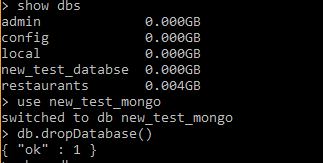 > show dbs
admin 0.000GB
config 0.000GB
local 0.000GB
new_test_databse 0.000GB
restaurants 0.004GB
> use new_test_mongo
switched to db new_test_mongo
> db.dropDatabase()
{ "ok" : 1 }